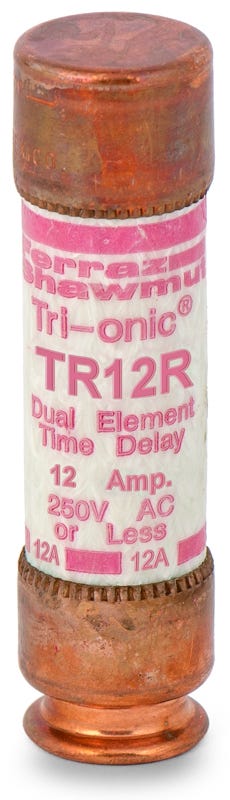 Ferraz
Shawmut
Tri-onic®
TR12R
Dual Element
Time Delay
12 Amp.
250V AC
or Less
12A 12A